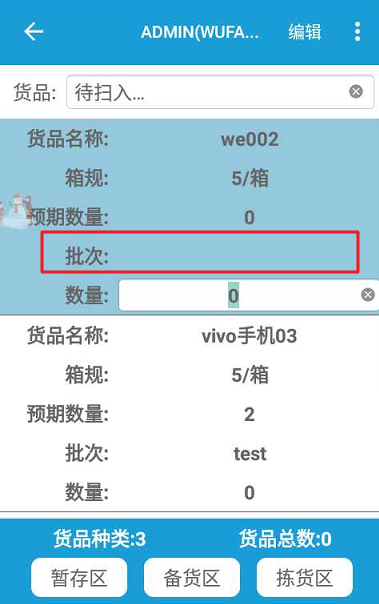 ADMIN(WUFA... 编辑
货品: 待扫入...
货品名称: we002
箱规: 5/箱
预期数量: 0
批次:
数量: 0
货品名称: vivo手机03
箱规: 5/箱
预期数量: 2
批次: test
数量: 0
货品种类:3 货品总数:0
暂存区 备货区 拣货区